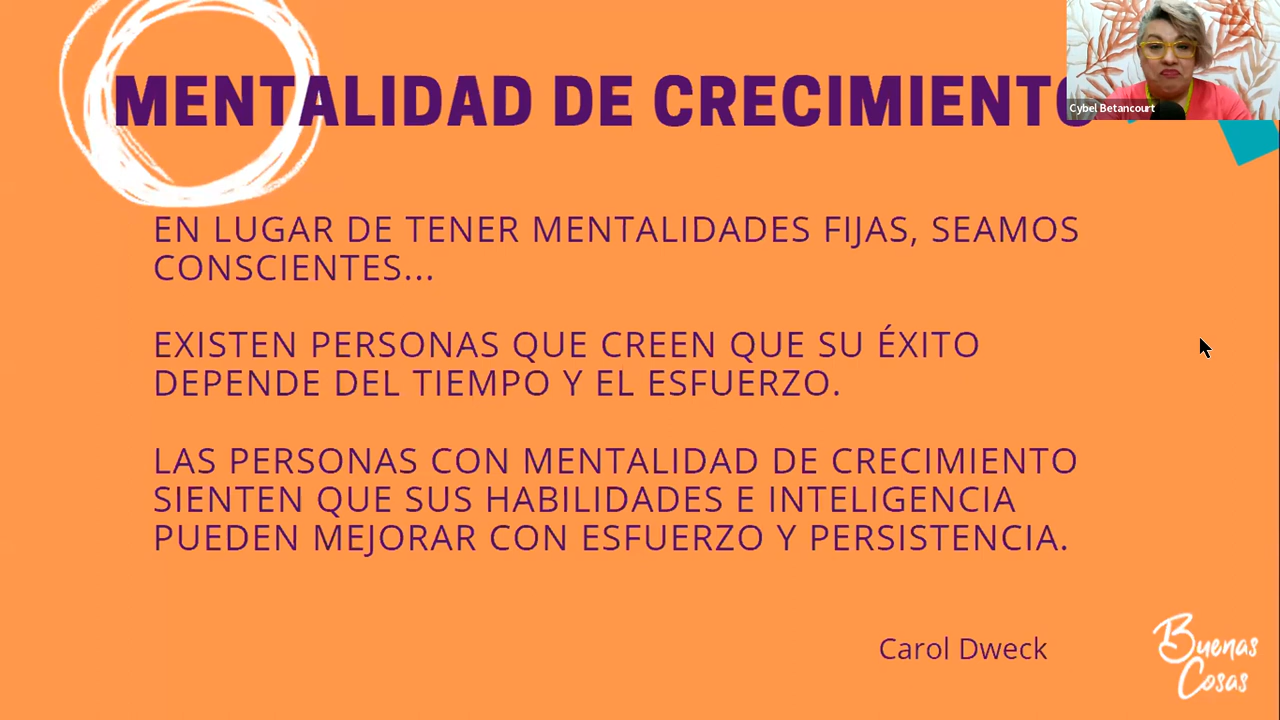 MENTALIDAD DE CRECIMIENTO
Cybel Betancourt
EN LUGAR DE TENER MENTALIDADES FIJAS, SEAMOS
CONSCIENTES...
EXISTEN PERSONAS QUE CREEN QUE SU ÉXITO
DEPENDE DEL TIEMPO Y EL ESFUERZO.
LAS PERSONAS CON MENTALIDAD DE CRECIMIENTO
SIENTEN QUE SUS HABILIDADES E INTELIGENCIA
PUEDEN MEJORAR CON ESFUERZO Y PERSISTENCIA.
Carol Dweck
Buenas
Cosas